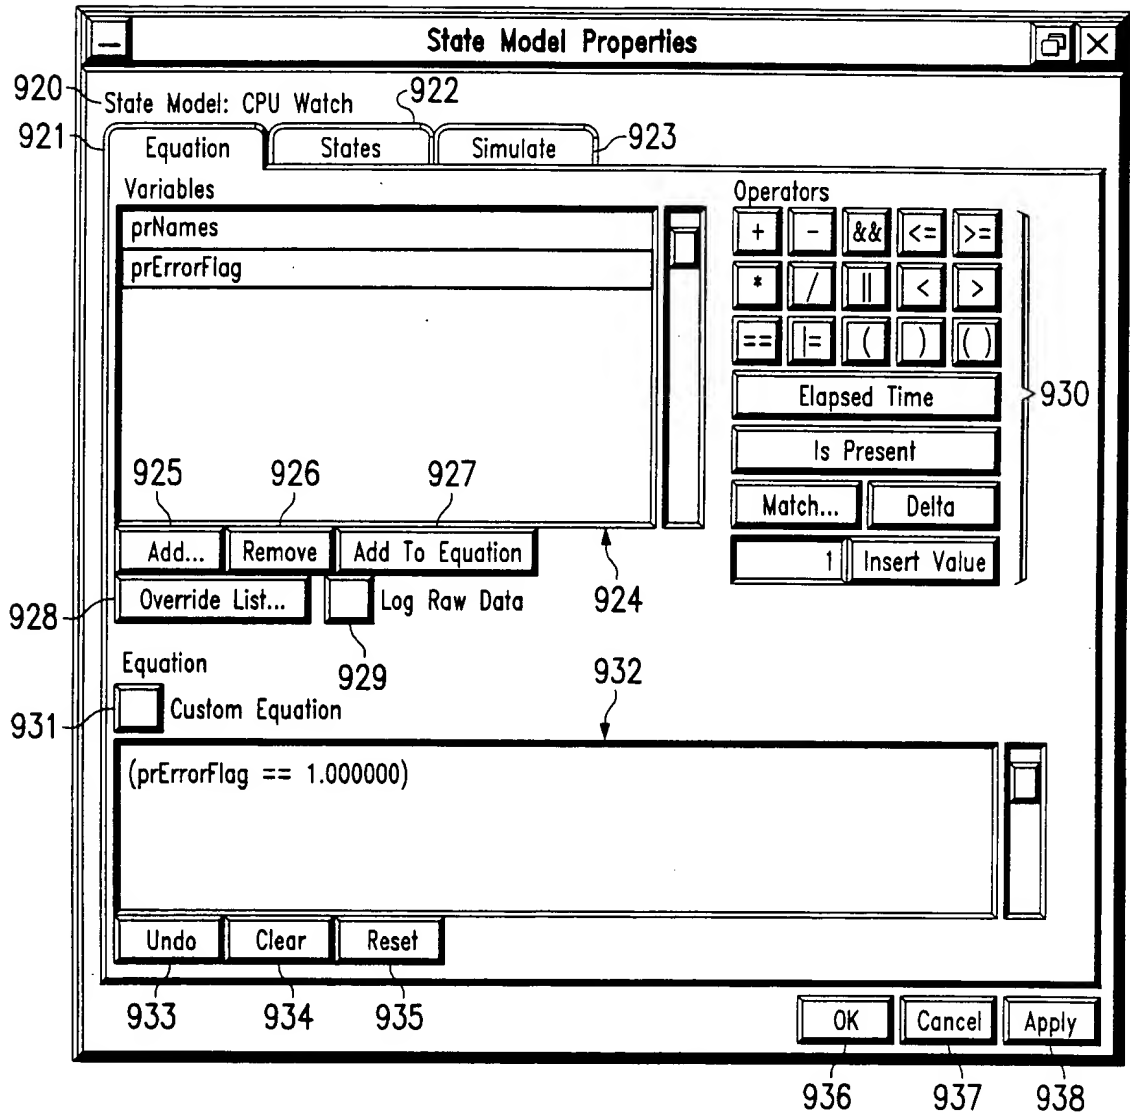 State Model Properties
920
State Model: CPU Watch
922
921
Equation
States
Simulate
923
Variables
prNames
prErrorFlag
Operators
+ - && <= >=
* / || < >
== |= ( ) ( )
Elapsed Time
930
Is Present
Match... Delta
1 Insert Value
925 926 927
Add... Remove Add To Equation
928
Override List... Log Raw Data
924
929
Equation
932
931
Custom Equation
(prErrorFlag == 1.000000)
Undo Clear Reset
933 934 935
OK Cancel Apply
936 937 938